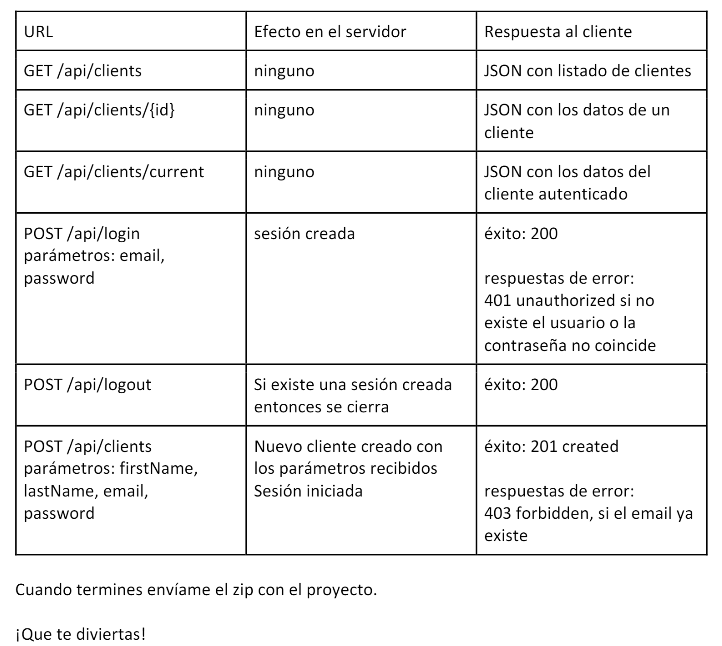 URL
Efecto en el servidor
Respuesta al cliente
GET /api/clients
ninguno
JSON con listado de clientes
GET /api/clients/{id}
ninguno
JSON con los datos de un
cliente
GET /api/clients/current
ninguno
JSON con los datos del
cliente autenticado
POST /api/login
parámetros: email,
password
sesión creada
éxito: 200
respuestas de error:
401 unauthorized si no
existe el usuario o la
contraseña no coincide
POST /api/logout
Si existe una sesión creada
entonces se cierra
éxito: 200
POST /api/clients
parámetros: firstName,
lastName, email,
password
Nuevo cliente creado con
los parámetros recibidos
Sesión iniciada
éxito: 201 created
respuestas de error:
403 forbidden, si el email ya
existe
Cuando termines envíame el zip con el proyecto.
¡Que te diviertas!